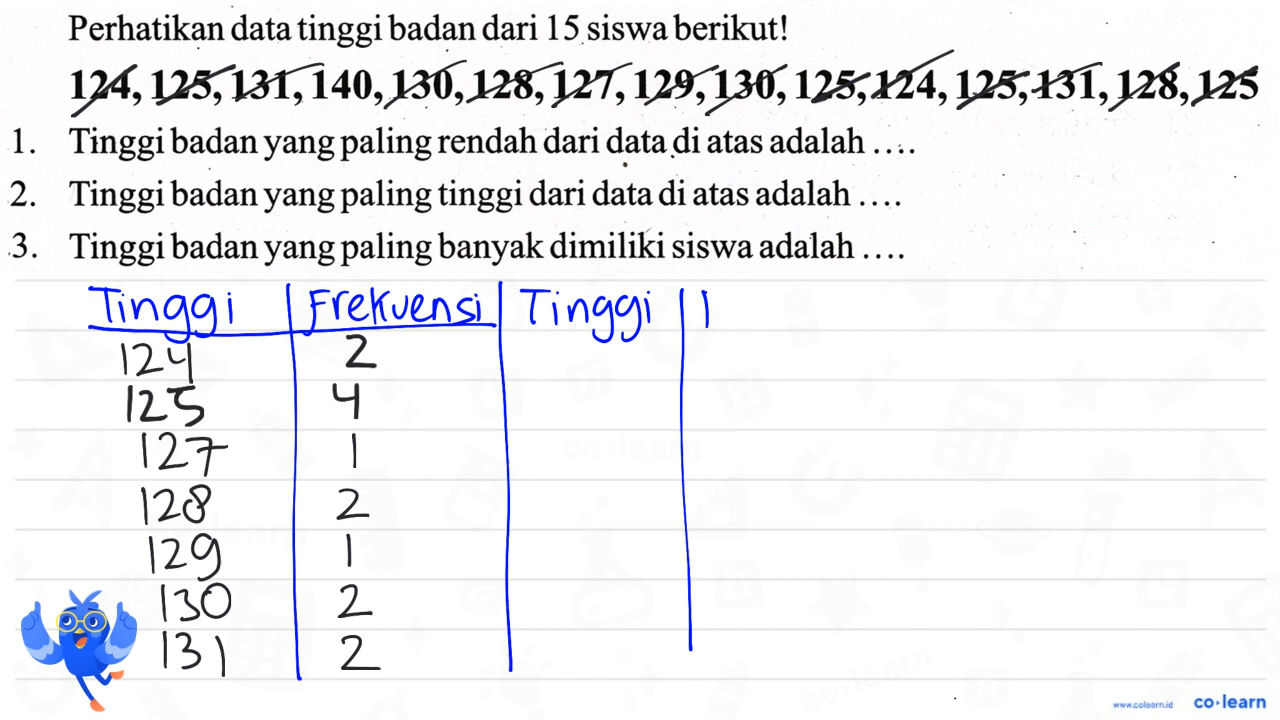 Perhatikan data tinggi badan dari 15 siswa berikut!
124, 125, 131, 140, 130, 128, 127, 129, 130, 125, 124, 125, 131, 128, 125
1. Tinggi badan yang paling rendah dari data di atas adalah ....
2. Tinggi badan yang paling tinggi dari data di atas adalah ....
3. Tinggi badan yang paling banyak dimiliki siswa adalah ....
Tinggi | Frekuensi | Tinggi |
124 2
125 4
127 1
128 2
129 1
130 2
131 2
co·learn
www.colearn.id co·learn